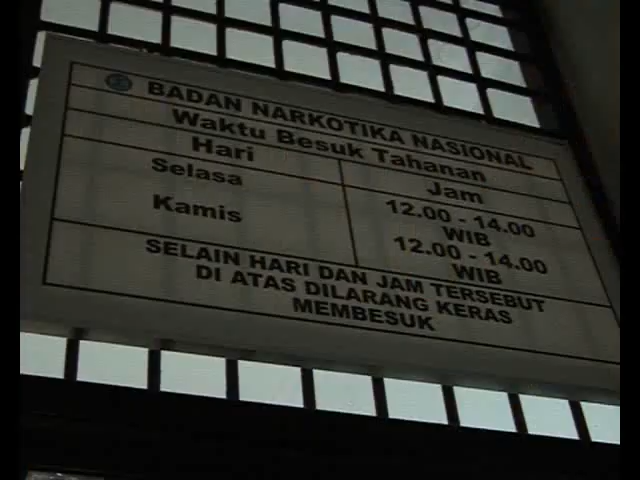 BADAN NARKOTIKA NASIONAL
Waktu Besuk Tahanan
Hari Jam
Selasa 12.00 - 14.00
WIB
Kamis 12.00 - 14.00
WIB
SELAIN HARI DAN JAM TERSEBUT
DI ATAS DILARANG KERAS
MEMBESUK